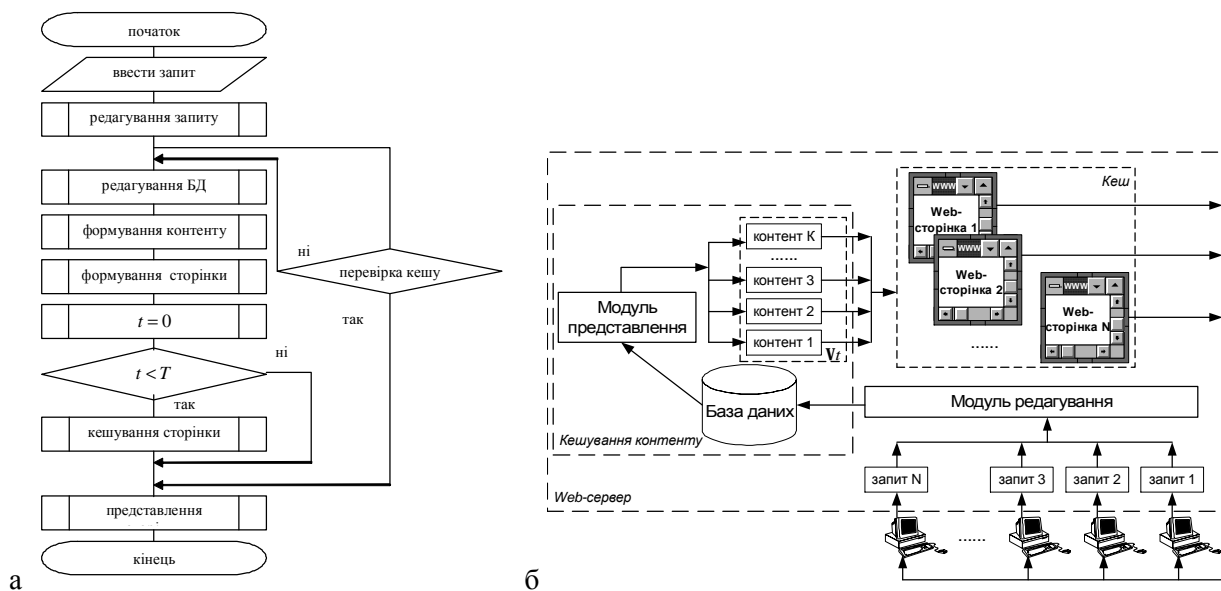 початок
ввести запит
редагування запиту
редагування БД
формування контенту
формування сторінки
t = 0
t < T
ні
так
кешування сторінки
представлення
кінець
ні
перевірка кешу
так
а
Кеш
WWW
Web-
сторінка 1
WWW
Web-
сторінка 2
WWW
Web-
сторінка N
......
контент К
......
контент 3
контент 2
контент 1
Vt
Модуль
представлення
База даних
Кешування контенту
Модуль редагування
запит N
запит 3
запит 2
запит 1
Web-сервер
......
б